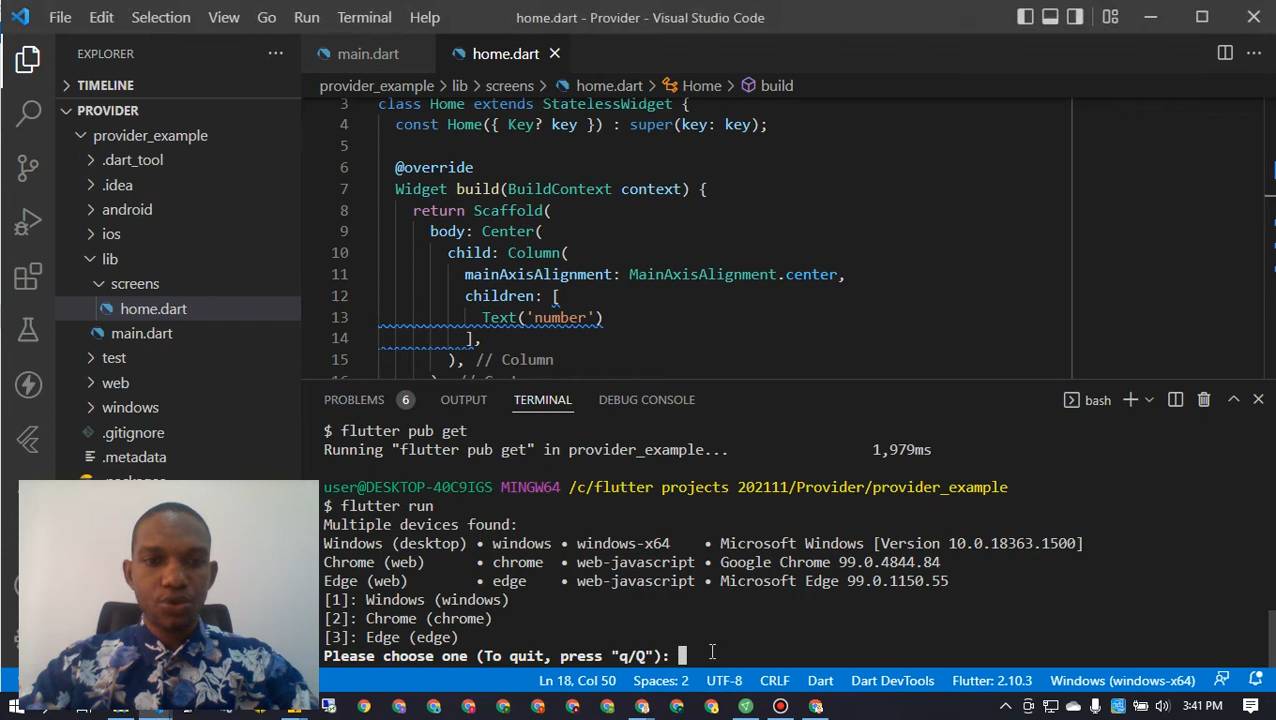 File Edit Selection View Go Run Terminal Help
home.dart - Provider - Visual Studio Code
EXPLORER
TIMELINE
PROVIDER
provider_example
.dart_tool
.idea
android
ios
lib
screens
home.dart
main.dart
test
web
windows
.gitignore
.metadata
main.dart
home.dart
provider_example > lib > screens > home.dart > Home > build
3 class Home extends StatelessWidget {
4 const Home({ Key? key }) : super(key: key);
5
6 @override
7 Widget build(BuildContext context) {
8 return Scaffold(
9 body: Center(
10 child: Column(
11 mainAxisAlignment: MainAxisAlignment.center,
12 children: [
13 Text('number')
14 ],
15 ), // Column
PROBLEMS 6 OUTPUT TERMINAL DEBUG CONSOLE
bash
$ flutter pub get
Running "flutter pub get" in provider_example... 1,979ms
user@DESKTOP-40C9IGS MINGW64 /c/flutter projects 202111/Provider/provider_example
$ flutter run
Multiple devices found:
Windows (desktop) • windows • windows-x64 • Microsoft Windows [Version 10.0.18363.1500]
Chrome (web) • chrome • web-javascript • Google Chrome 99.0.4844.84
Edge (web) • edge • web-javascript • Microsoft Edge 99.0.1150.55
[1]: Windows (windows)
[2]: Chrome (chrome)
[3]: Edge (edge)
Please choose one (To quit, press "q/Q"):
Ln 18, Col 50 Spaces: 2 UTF-8 CRLF Dart Dart DevTools Flutter: 2.10.3 Windows (windows-x64)
3:41 PM